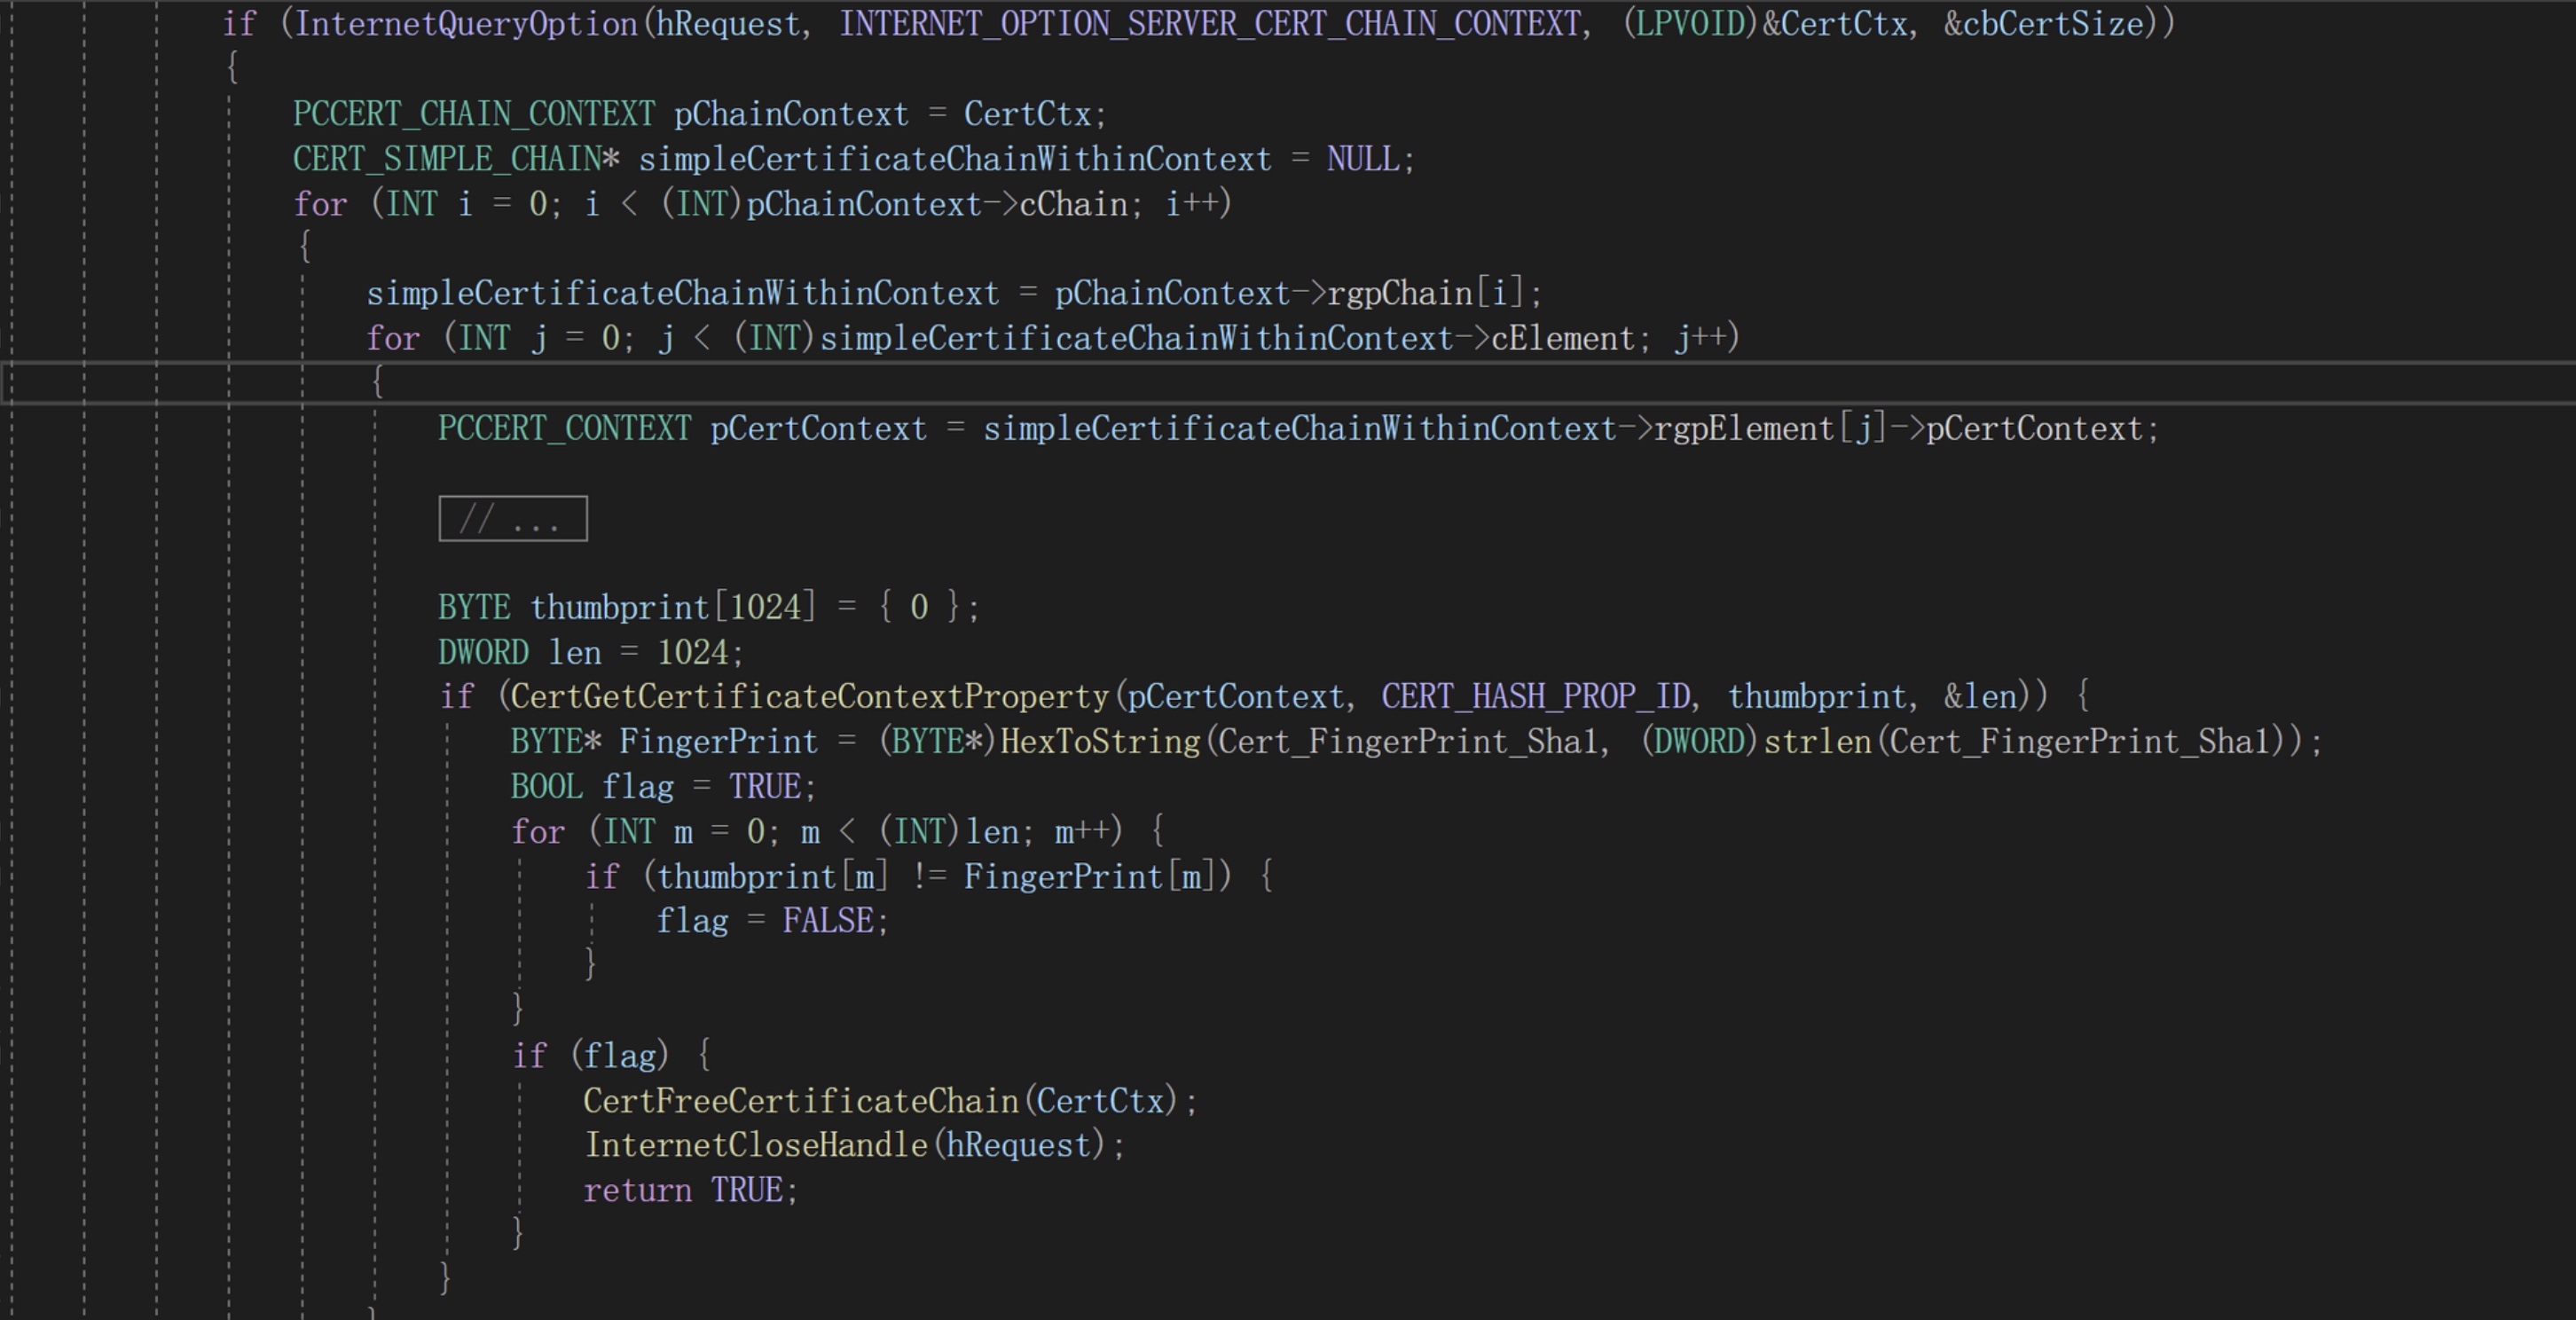 if (InternetQueryOption(hRequest, INTERNET_OPTION_SERVER_CERT_CHAIN_CONTEXT, (LPVOID)&CertCtx, &cbCertSize))
{
PCCERT_CHAIN_CONTEXT pChainContext = CertCtx;
CERT_SIMPLE_CHAIN* simpleCertificateChainWithinContext = NULL;
for (INT i = 0; i < (INT)pChainContext->cChain; i++)
{
simpleCertificateChainWithinContext = pChainContext->rgpChain[i];
for (INT j = 0; j < (INT)simpleCertificateChainWithinContext->cElement; j++)
{
PCCERT_CONTEXT pCertContext = simpleCertificateChainWithinContext->rgpElement[j]->pCertContext;
// ...
BYTE thumbprint[1024] = { 0 };
DWORD len = 1024;
if (CertGetCertificateContextProperty(pCertContext, CERT_HASH_PROP_ID, thumbprint, &len)) {
BYTE* FingerPrint = (BYTE*)HexToString(Cert_FingerPrint_Sha1, (DWORD)strlen(Cert_FingerPrint_Sha1));
BOOL flag = TRUE;
for (INT m = 0; m < (INT)len; m++) {
if (thumbprint[m] != FingerPrint[m]) {
flag = FALSE;
}
}
if (flag) {
CertFreeCertificateChain(CertCtx);
InternetCloseHandle(hRequest);
return TRUE;
}
}
}